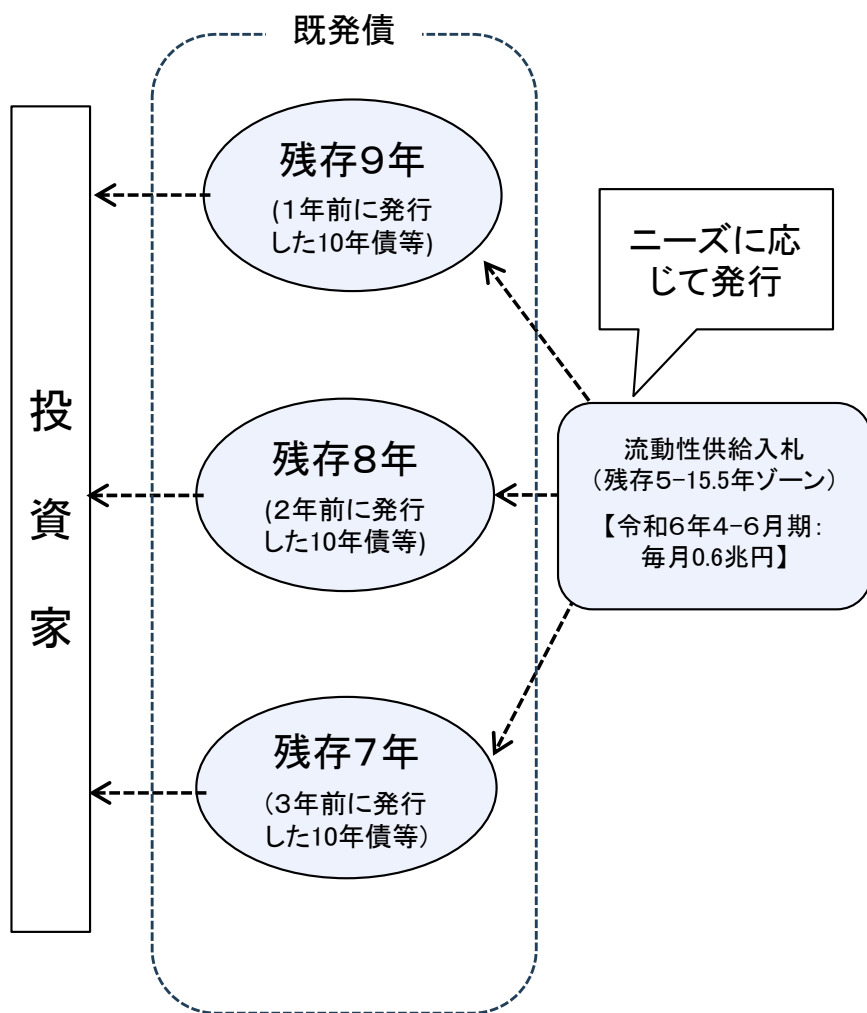 既発債
投
資
家
残存９年
(１年前に発行
した10年債等)
残存８年
(２年前に発行
した10年債等)
残存７年
(３年前に発行
した10年債等)
ニーズに応
じて発行
流動性供給入札
(残存５-15.5年ゾーン)
【令和６年４-６月期:
毎月0.6兆円】